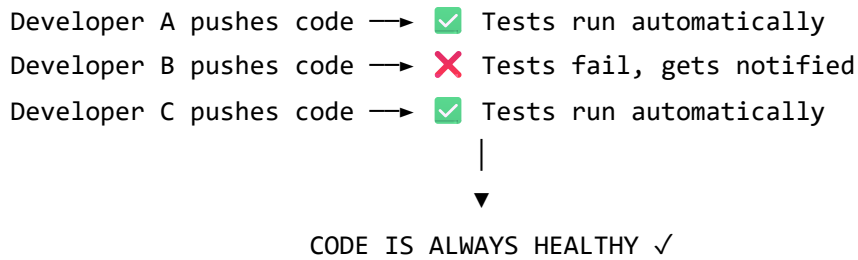 Developer A pushes code ──► ✅ Tests run automatically
Developer B pushes code ──► ❌ Tests fail, gets notified
Developer C pushes code ──► ✅ Tests run automatically
│
▼
CODE IS ALWAYS HEALTHY ✓